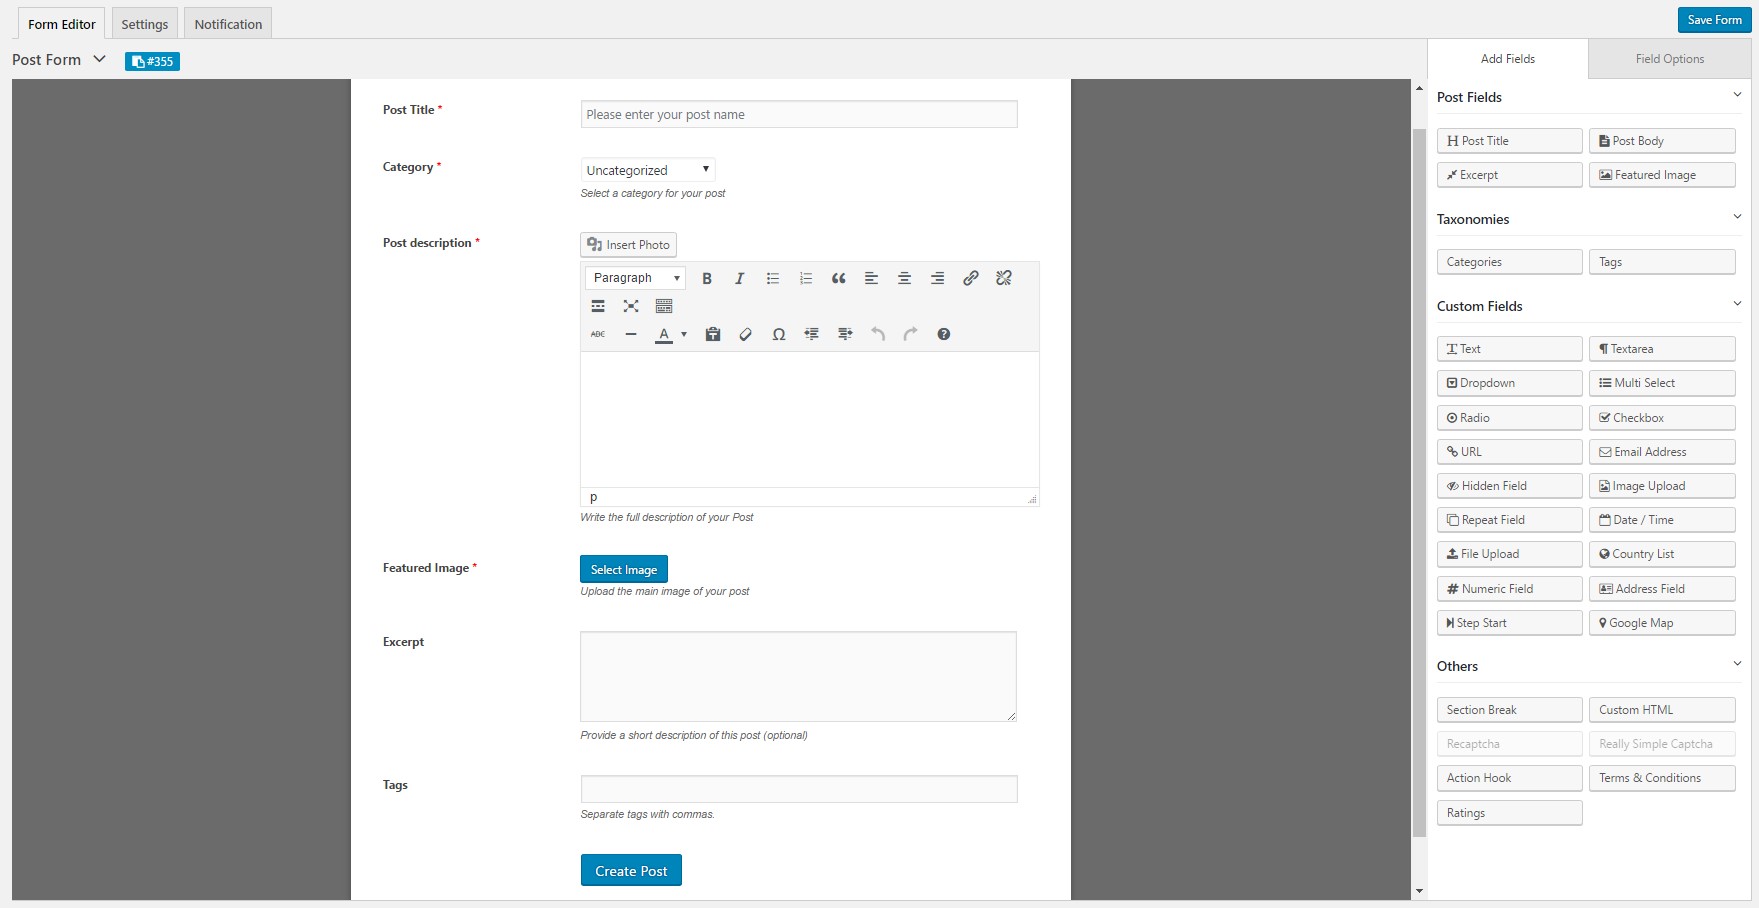 Form Editor Settings Notification Save Form
Post Form #355
Add Fields Field Options
Post Title *
Please enter your post name
Category *
Uncategorized
Select a category for your post
Post description *
Insert Photo
Paragraph B I
ABC A Ω
p
Write the full description of your Post
Featured Image *
Select Image
Upload the main image of your post
Excerpt
Provide a short description of this post (optional)
Tags
Separate tags with commas.
Create Post
Post Fields
H Post Title Post Body
Excerpt Featured Image
Taxonomies
Categories Tags
Custom Fields
Text Textarea
Dropdown Multi Select
Radio Checkbox
URL Email Address
Hidden Field Image Upload
Repeat Field Date / Time
File Upload Country List
# Numeric Field Address Field
Step Start Google Map
Others
Section Break Custom HTML
Recaptcha Really Simple Captcha
Action Hook Terms & Conditions
Ratings